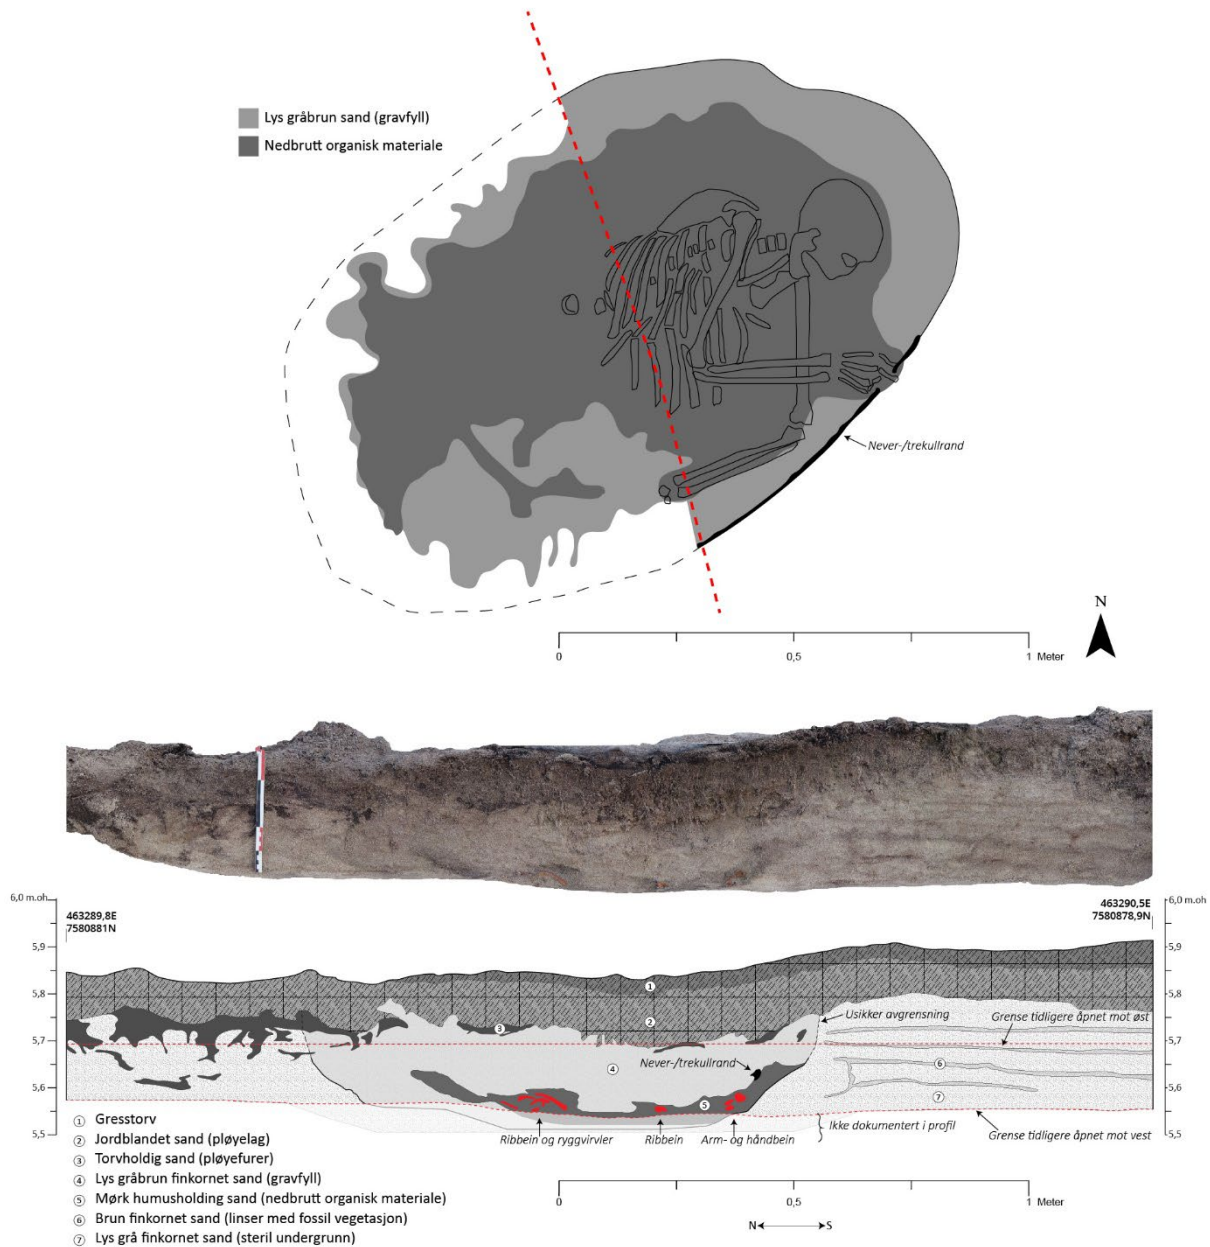 Lys gråbrun sand (gravfyll)
Nedbrutt organisk materiale
Never-/trekullrand
N
0
0,5
1 Meter
6,0 m.oh
6,0 m.oh
463289,8E
7580881N
463290,5E
7580878,9N
5,9
5,8
5,7
5,6
5,5
5,9
5,8
5,7
5,6
5,5
1
2
3
4
5
6
7
Usikker avgrensning
Grense tidligere åpnet mot øst
Never-/trekullrand
Ribbein og ryggvirvier
Ribbein
Arm- og håndbein
Ikke dokumentert i profil
Grense tidligere åpnet mot vest
1 Gresstorv
2 Jordblandet sand (pløyelag)
3 Torvholdig sand (pløyefurer)
4 Lys gråbrun finkornet sand (gravfyll)
5 Mørk humusholding sand (nedbrutt organisk materiale)
6 Brun finkornet sand (linser med fossil vegetasjon)
7 Lys grå finkornet sand (steril undergrunn)
0
0,5
1 Meter
N
S